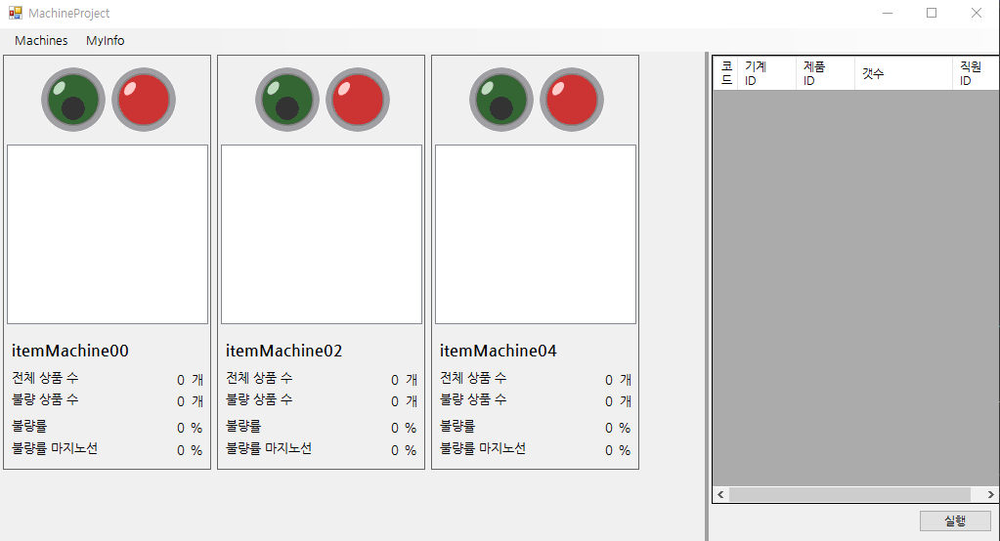 MachineProject
Machines MyInfo
코드 기계 ID 제품 ID 갯수 직원 ID
itemMachine00
전체 상품 수 0 개
불량 상품 수 0 개
불량률 0 %
불량률 마지노선 0 %
itemMachine02
전체 상품 수 0 개
불량 상품 수 0 개
불량률 0 %
불량률 마지노선 0 %
itemMachine04
전체 상품 수 0 개
불량 상품 수 0 개
불량률 0 %
불량률 마지노선 0 %
실행